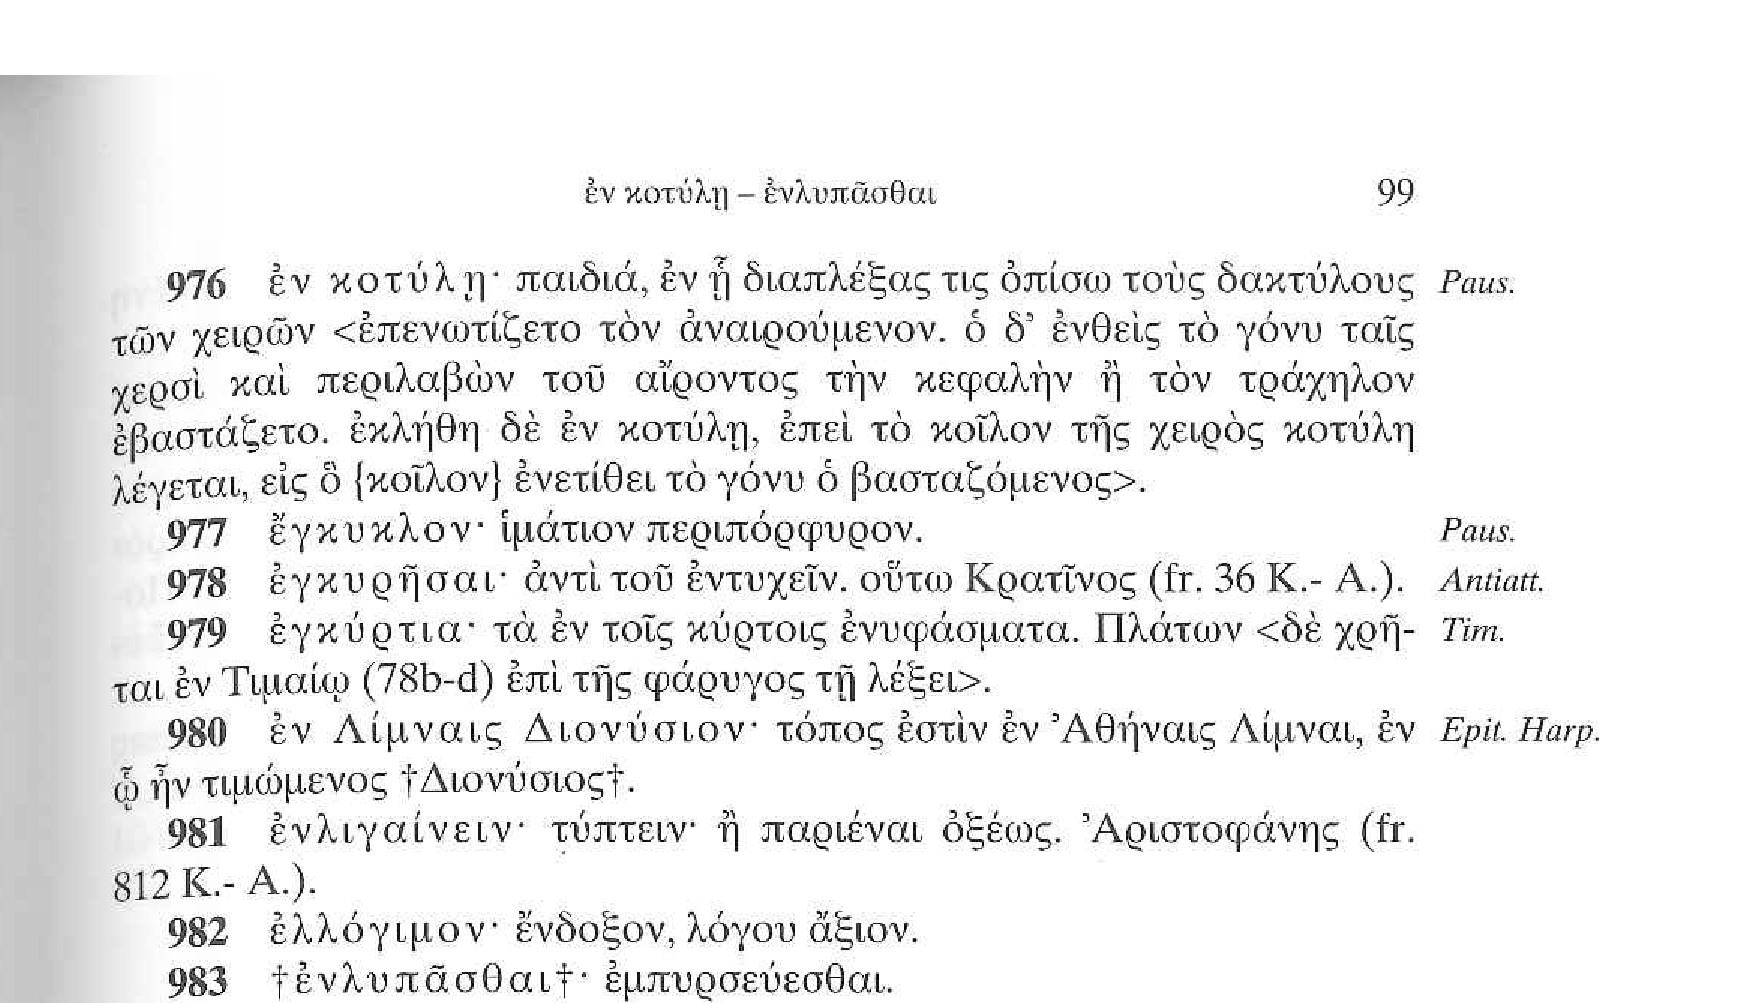 ἐν κοτύλῃ – ἐνλυπᾶσθαι 99
976 ἐν κοτύλῃ· παιδιά, ἐν ᾗ διαπλέξας τις ὀπίσω τοὺς δακτύλους Paus.
τῶν χειρῶν <ἐπενωτίζετο τὸν ἀναιρούμενον. ὁ δ’ ἐνθεὶς τὸ γόνυ ταῖς
χερσὶ καὶ περιλαβὼν τοῦ αἴροντος τὴν κεφαλὴν ἢ τὸν τράχηλον
ἐβαστάζετο. ἐκλήθη δὲ ἐν κοτύλῃ, ἐπεὶ τὸ κοῖλον τῆς χειρὸς κοτύλη
λέγεται, εἰς ὃ {κοῖλον} ἐνετίθει τὸ γόνυ ὁ βασταζόμενος>.
977 ἔγκυκλον· ἱμάτιον περιπόρφυρον. Paus.
978 ἐγκυρῆσαι· ἀντὶ τοῦ ἐντυχεῖν. οὕτω Κρατῖνος (fr. 36 K.- A.). Antiatt.
979 ἐγκύρτια· τὰ ἐν τοῖς κύρτοις ἐνυφάσματα. Πλάτων <δὲ χρῆ- Tim.
ται ἐν Τιμαίῳ (78b-d) ἐπὶ τῆς φάρυγος τῇ λέξει>.
980 ἐν Λίμναις Διονύσιον· τόπος ἐστὶν ἐν Ἀθήναις Λίμναι, ἐν Epit. Harp.
ᾧ ἦν τιμώμενος †Διονύσιος†.
981 ἐνλιγαίνειν· τύπτειν· ἢ παριέναι ὀξέως. Ἀριστοφάνης (fr.
812 K.- A.).
982 ἐλλόγιμον· ἔνδοξον, λόγου ἄξιον.
983 †ἐνλυπᾶσθαι†· ἐμπυρσεύεσθαι.